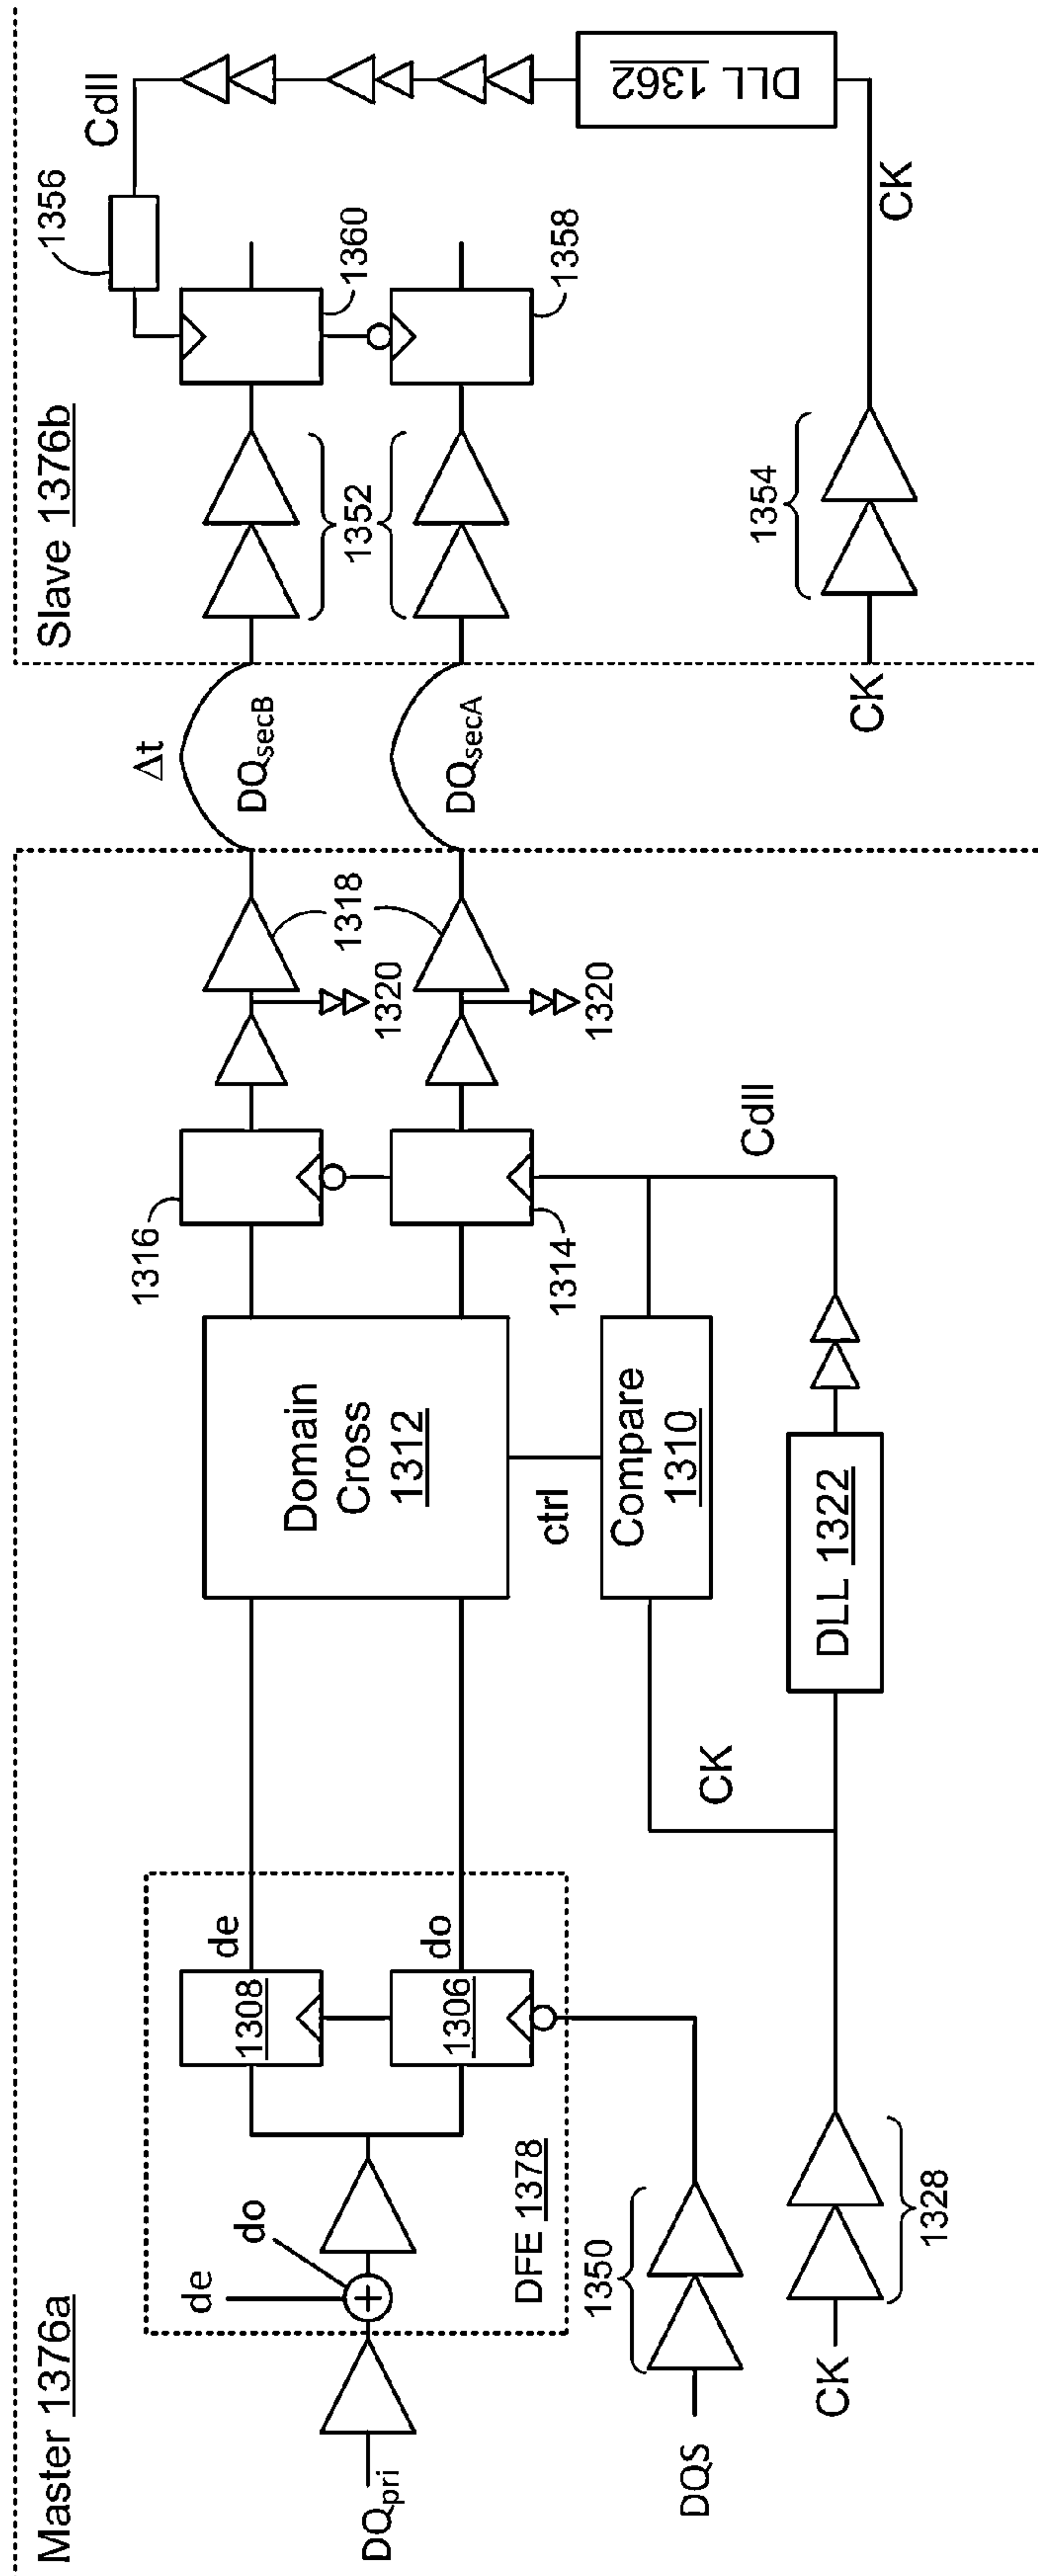 Master 1376a
DQpri
de
do
DFE 1378
1308
de
1306
do
DQS
1350
CK
1328
CK
Domain
Cross
1312
ctrl
Compare
1310
DLL 1322
Cdll
1316
1314
1318
1320
1320
Δt
DQsecB
DQsecA
Slave 1376b
1352
1356
Cdll
1360
1358
CK
1354
CK
DLL 1362